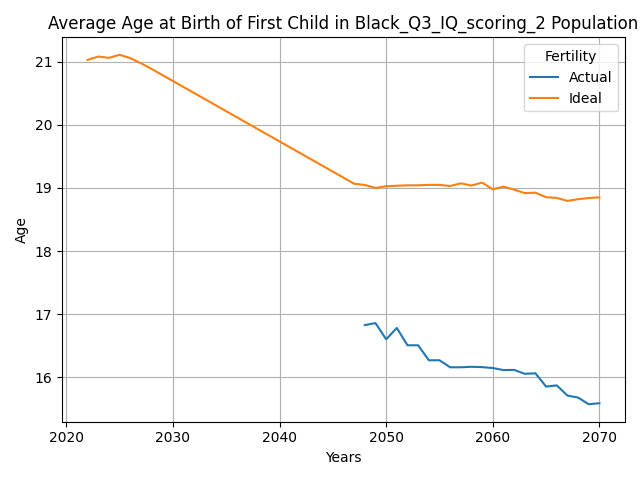 Average Age at Birth of First Child in Black_Q3_IQ_scoring_2 Population
Fertility
Actual
Ideal
Age
21
20
19
18
17
16
2020
2030
2040
2050
2060
2070
Years